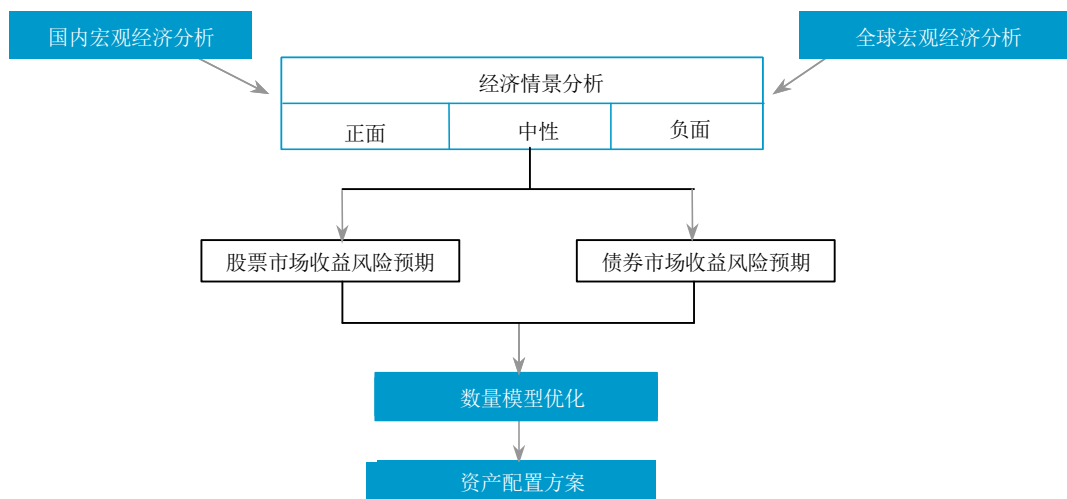 国内宏观经济分析
全球宏观经济分析
经济情景分析
正面
中性
负面
股票市场收益风险预期
债券市场收益风险预期
数量模型优化
资产配置方案